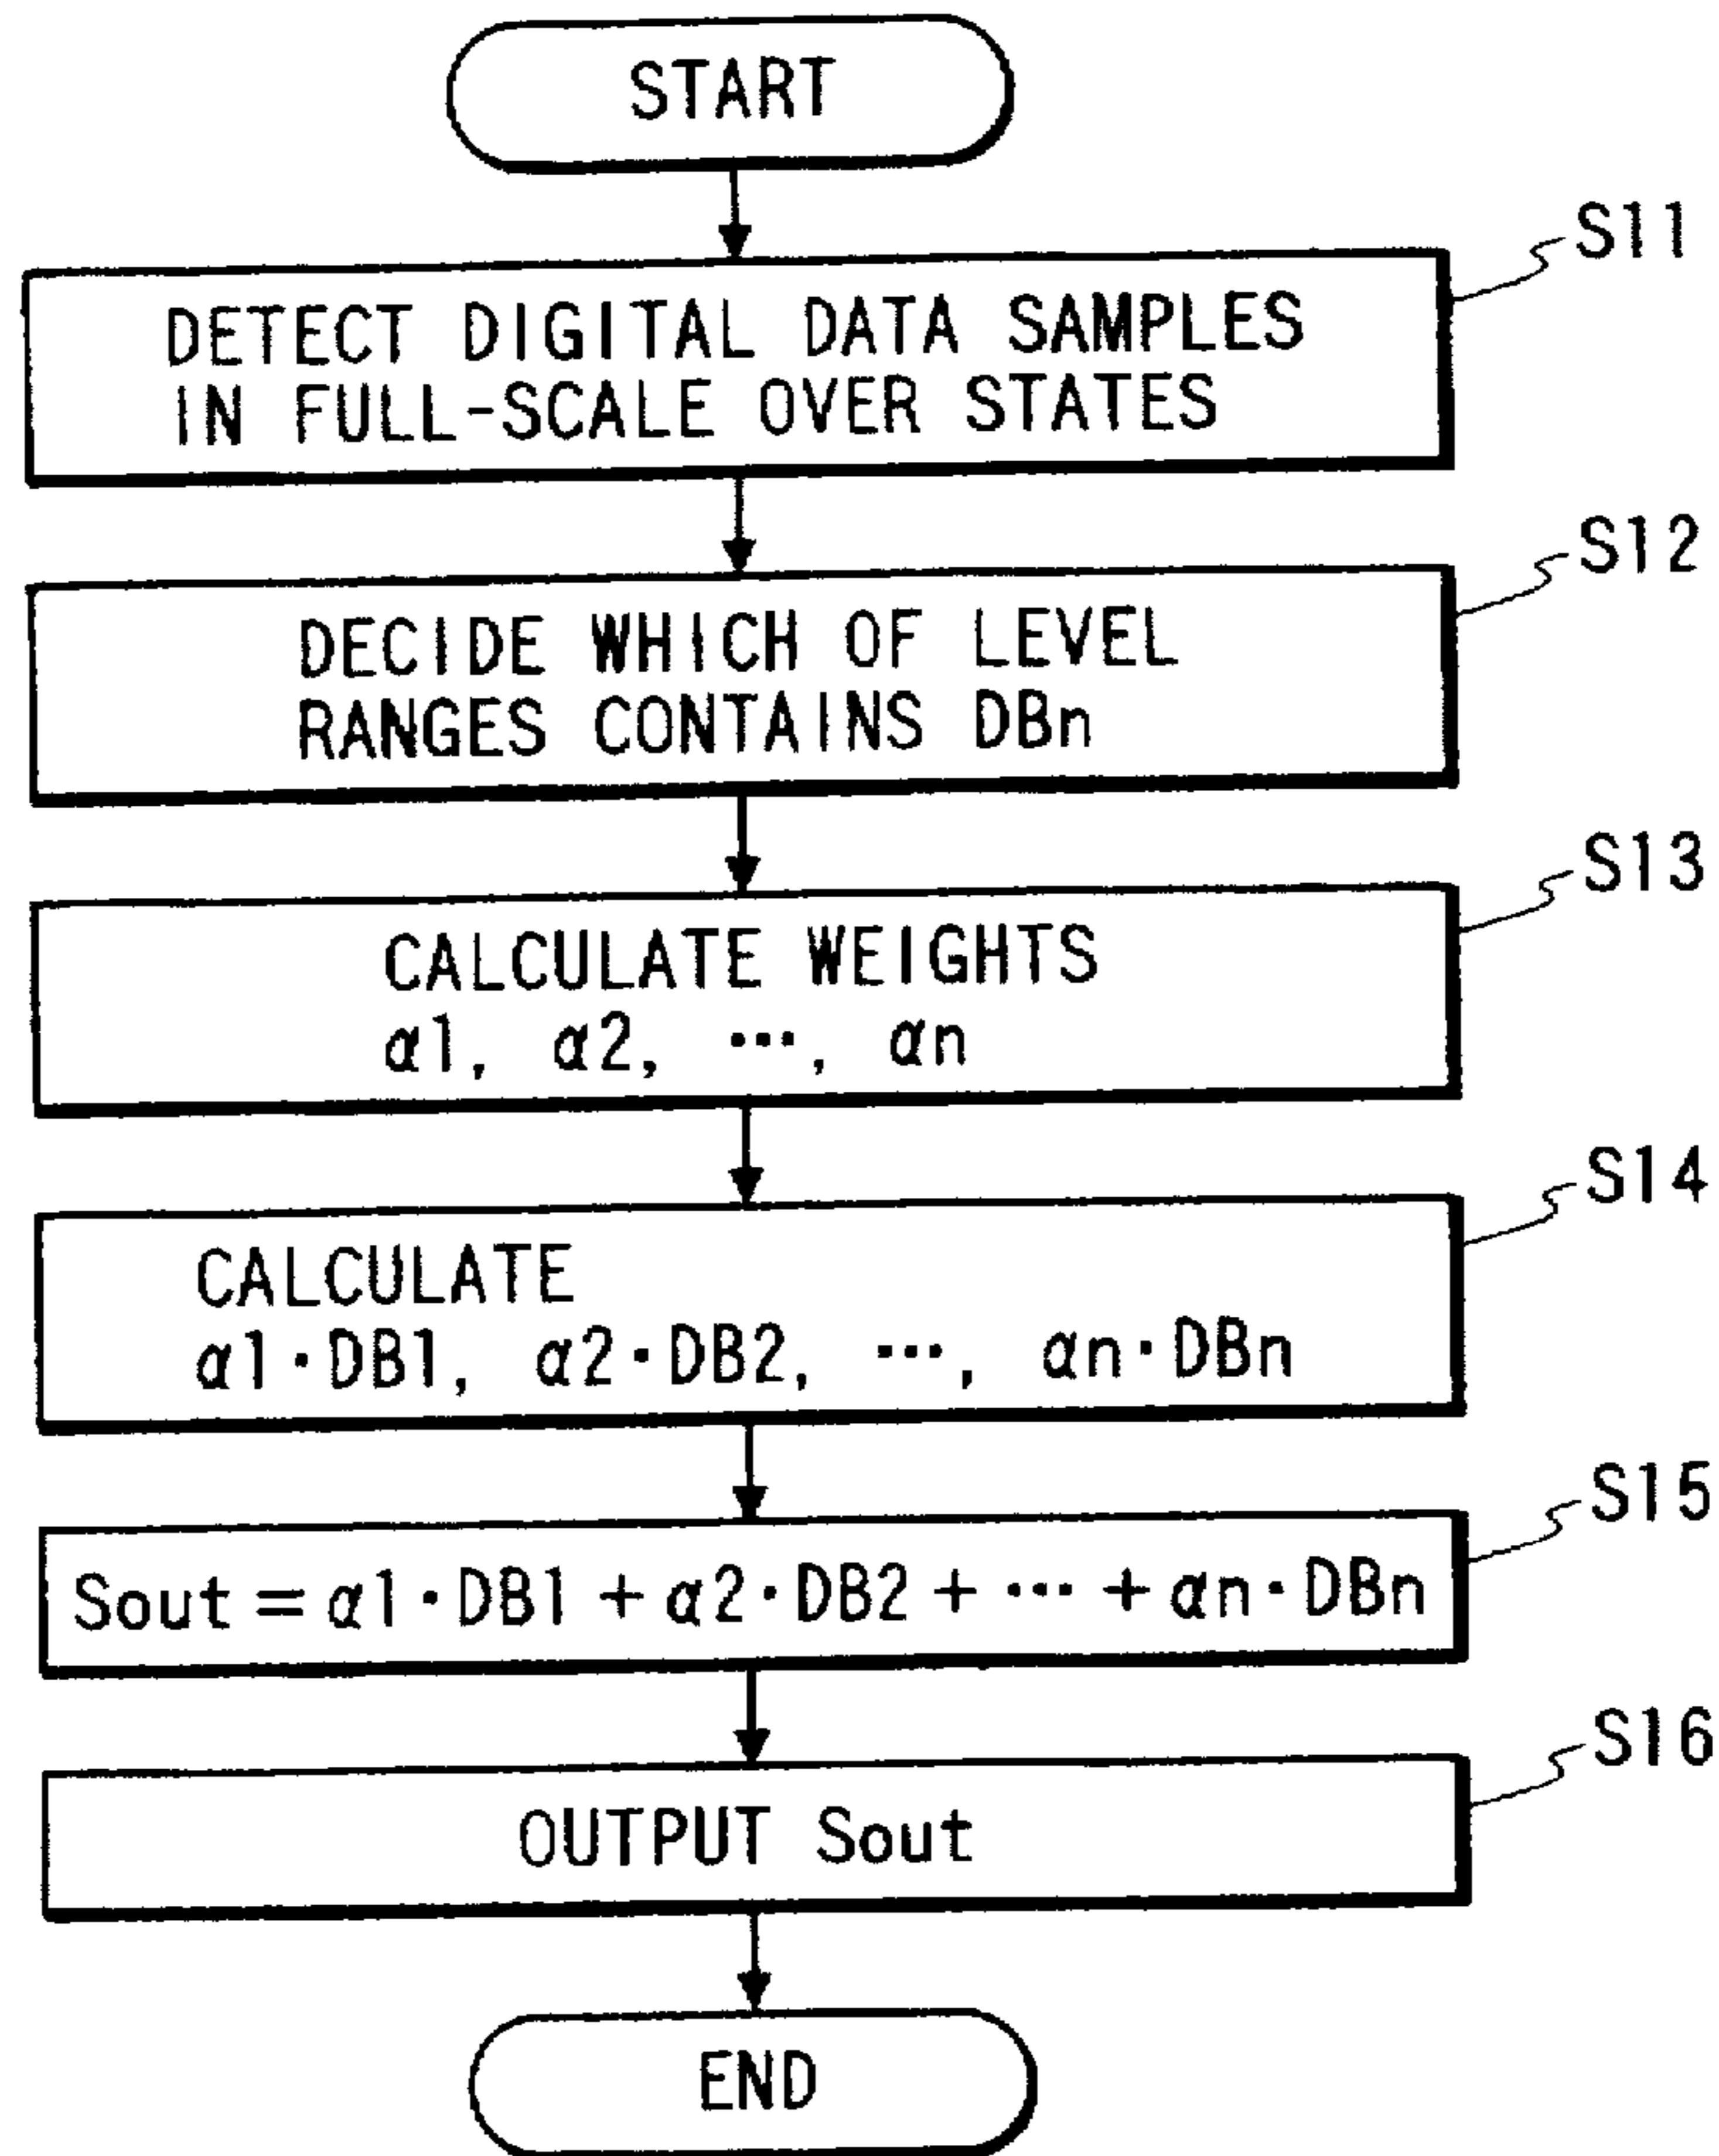 START
S11
DETECT DIGITAL DATA SAMPLES
IN FULL-SCALE OVER STATES
S12
DECIDE WHICH OF LEVEL
RANGES CONTAINS DBn
S13
CALCULATE WEIGHTS
α1, α2, ···, αn
S14
CALCULATE
α1·DB1, α2·DB2, ···, αn·DBn
S15
Sout = α1·DB1 + α2·DB2 + ··· + αn·DBn
S16
OUTPUT Sout
END